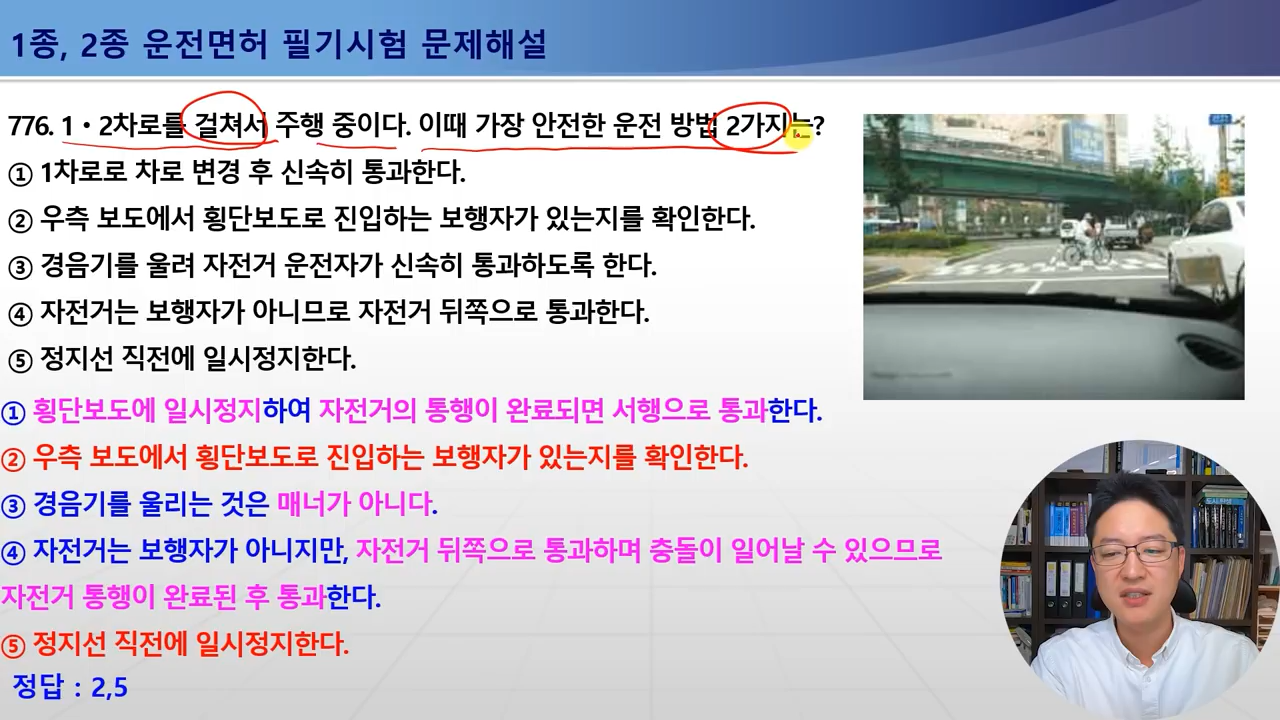 1종, 2종 운전면허 필기시험 문제해설
776. 1·2차로를 걸쳐서 주행 중이다. 이때 가장 안전한 운전 방법 2가지는?
① 1차로로 차로 변경 후 신속히 통과한다.
② 우측 보도에서 횡단보도로 진입하는 보행자가 있는지를 확인한다.
③ 경음기를 울려 자전거 운전자가 신속히 통과하도록 한다.
④ 자전거는 보행자가 아니므로 자전거 뒤쪽으로 통과한다.
⑤ 정지선 직전에 일시정지한다.
① 횡단보도에 일시정지하여 자전거의 통행이 완료되면 서행으로 통과한다.
② 우측 보도에서 횡단보도로 진입하는 보행자가 있는지를 확인한다.
③ 경음기를 울리는 것은 매너가 아니다.
④ 자전거는 보행자가 아니지만, 자전거 뒤쪽으로 통과하며 충돌이 일어날 수 있으므로
자전거 통행이 완료된 후 통과한다.
⑤ 정지선 직전에 일시정지한다.
정답 : 2,5